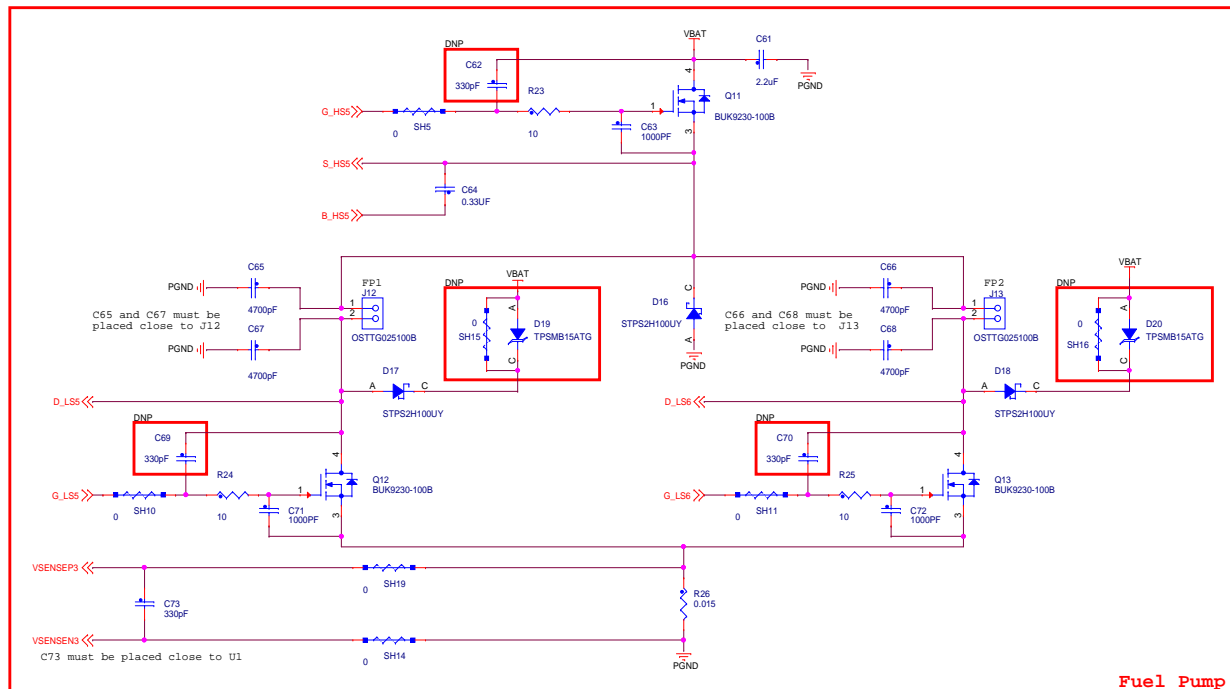 DNP
C62
330pF
VBAT
C61
2.2uF
PGND
4
R23
Q11
BUK9230-100B
G_HS5
SH5
0
10
1
C63
1000PF
3
S_HS5
C64
0.33UF
B_HS5
C65
PGND
4700pF
C65 and C67 must be
placed close to J12
C67
PGND
4700pF
FP1
J12
1
2
OSTTG025100B
DNP
VBAT
0
SH15
A
D19
TPSMB15ATG
C
D17
A
C
STPS2H100UY
C
D16
STPS2H100UY
A
PGND
C66
PGND
4700pF
C66 and C68 must be
placed close to J13
C68
PGND
4700pF
FP2
J13
1
2
OSTTG025100B
DNP
VBAT
0
SH16
A
D20
TPSMB15ATG
C
D18
A
C
STPS2H100UY
D_LS5
DNP
C69
330pF
R24
4
Q12
BUK9230-100B
G_LS5
SH10
0
10
1
C71
1000PF
3
D_LS6
DNP
C70
330pF
R25
4
Q13
BUK9230-100B
G_LS6
SH11
0
10
1
C72
1000PF
3
VSENSEP3
SH19
0
C73
330pF
R26
0.015
VSENSEN3
SH14
0
PGND
C73 must be placed close to U1
Fuel Pump